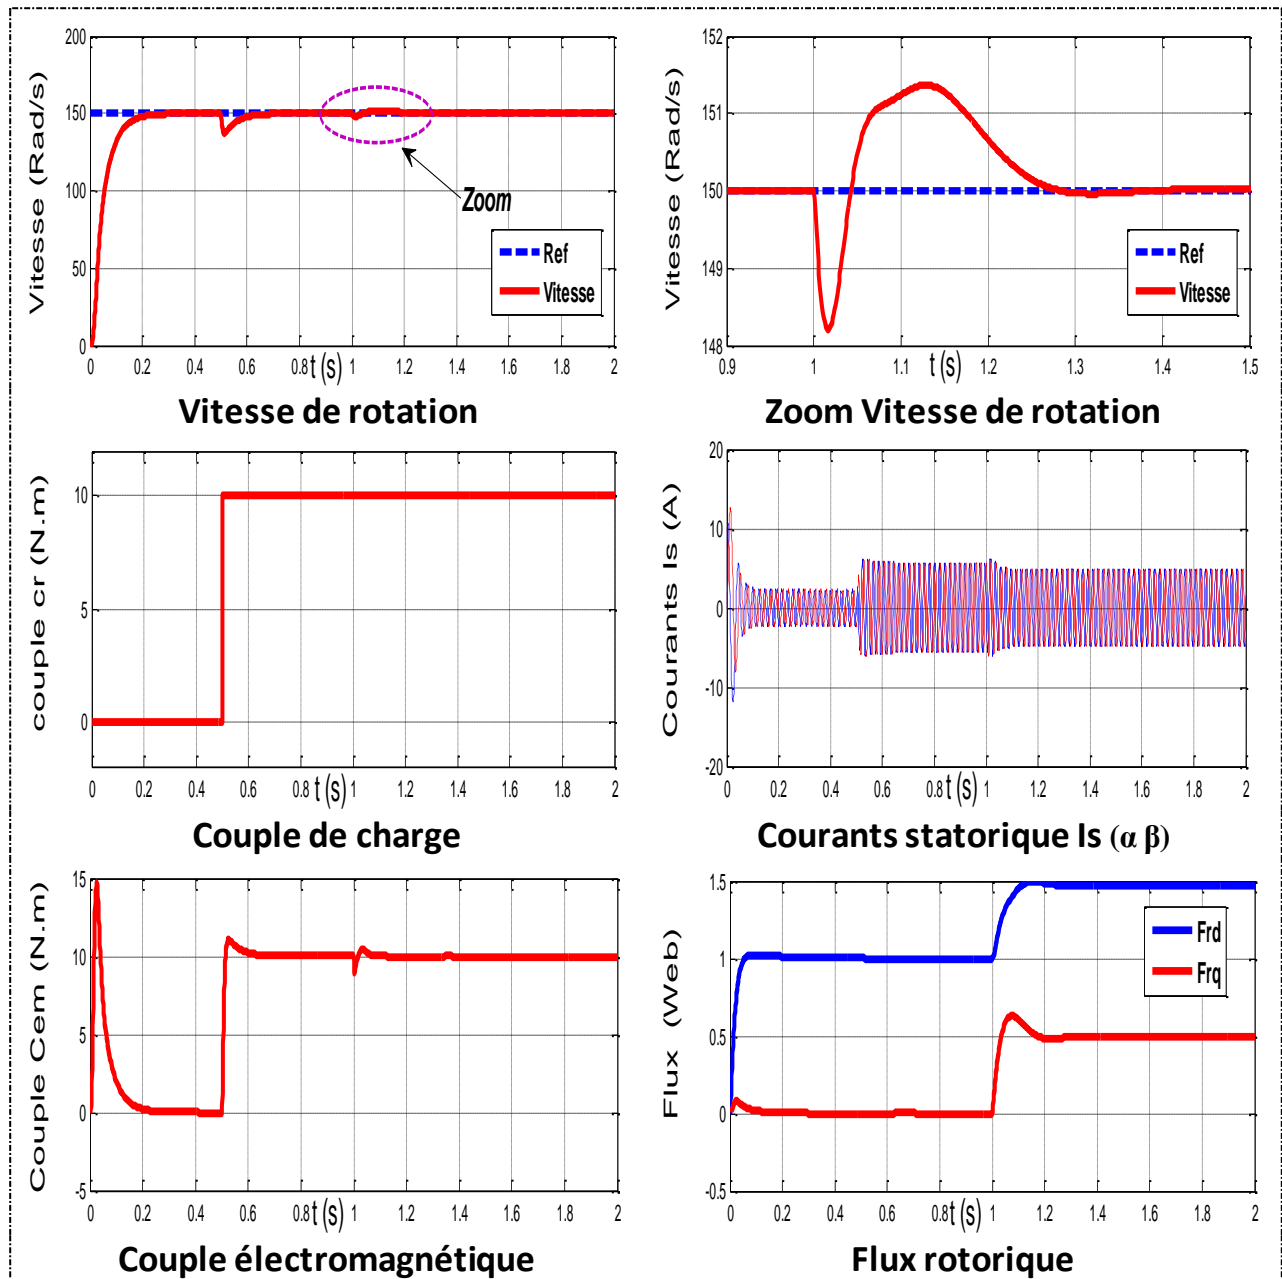 200
150
100
50
0
Vitesse (Rad/s)
0 0.2 0.4 0.6 0.8 t (s) 1 1.2 1.4 1.6 1.8 2
Zoom
Ref
Vitesse
Vitesse de rotation
152
151
150
149
148
Vitesse (Rad/s)
0.9 1 1.1 t (s) 1.2 1.3 1.4 1.5
Ref
Vitesse
Zoom Vitesse de rotation
10
5
0
couple cr (N.m)
0 0.2 0.4 0.6 0.8 t (s) 1 1.2 1.4 1.6 1.8 2
Couple de charge
20
10
0
-10
-20
Courants Is (A)
0 0.2 0.4 0.6 0.8 t (s) 1 1.2 1.4 1.6 1.8 2
Courants statorique Is (α β)
15
10
5
0
-5
Couple Cem (N.m)
0 0.2 0.4 0.6 0.8 t (s) 1 1.2 1.4 1.6 1.8 2
Couple électromagnétique
1.5
1
0.5
0
-0.5
Flux (Web)
0 0.2 0.4 0.6 0.8 t (s) 1 1.2 1.4 1.6 1.8 2
Frd
Frq
Flux rotorique